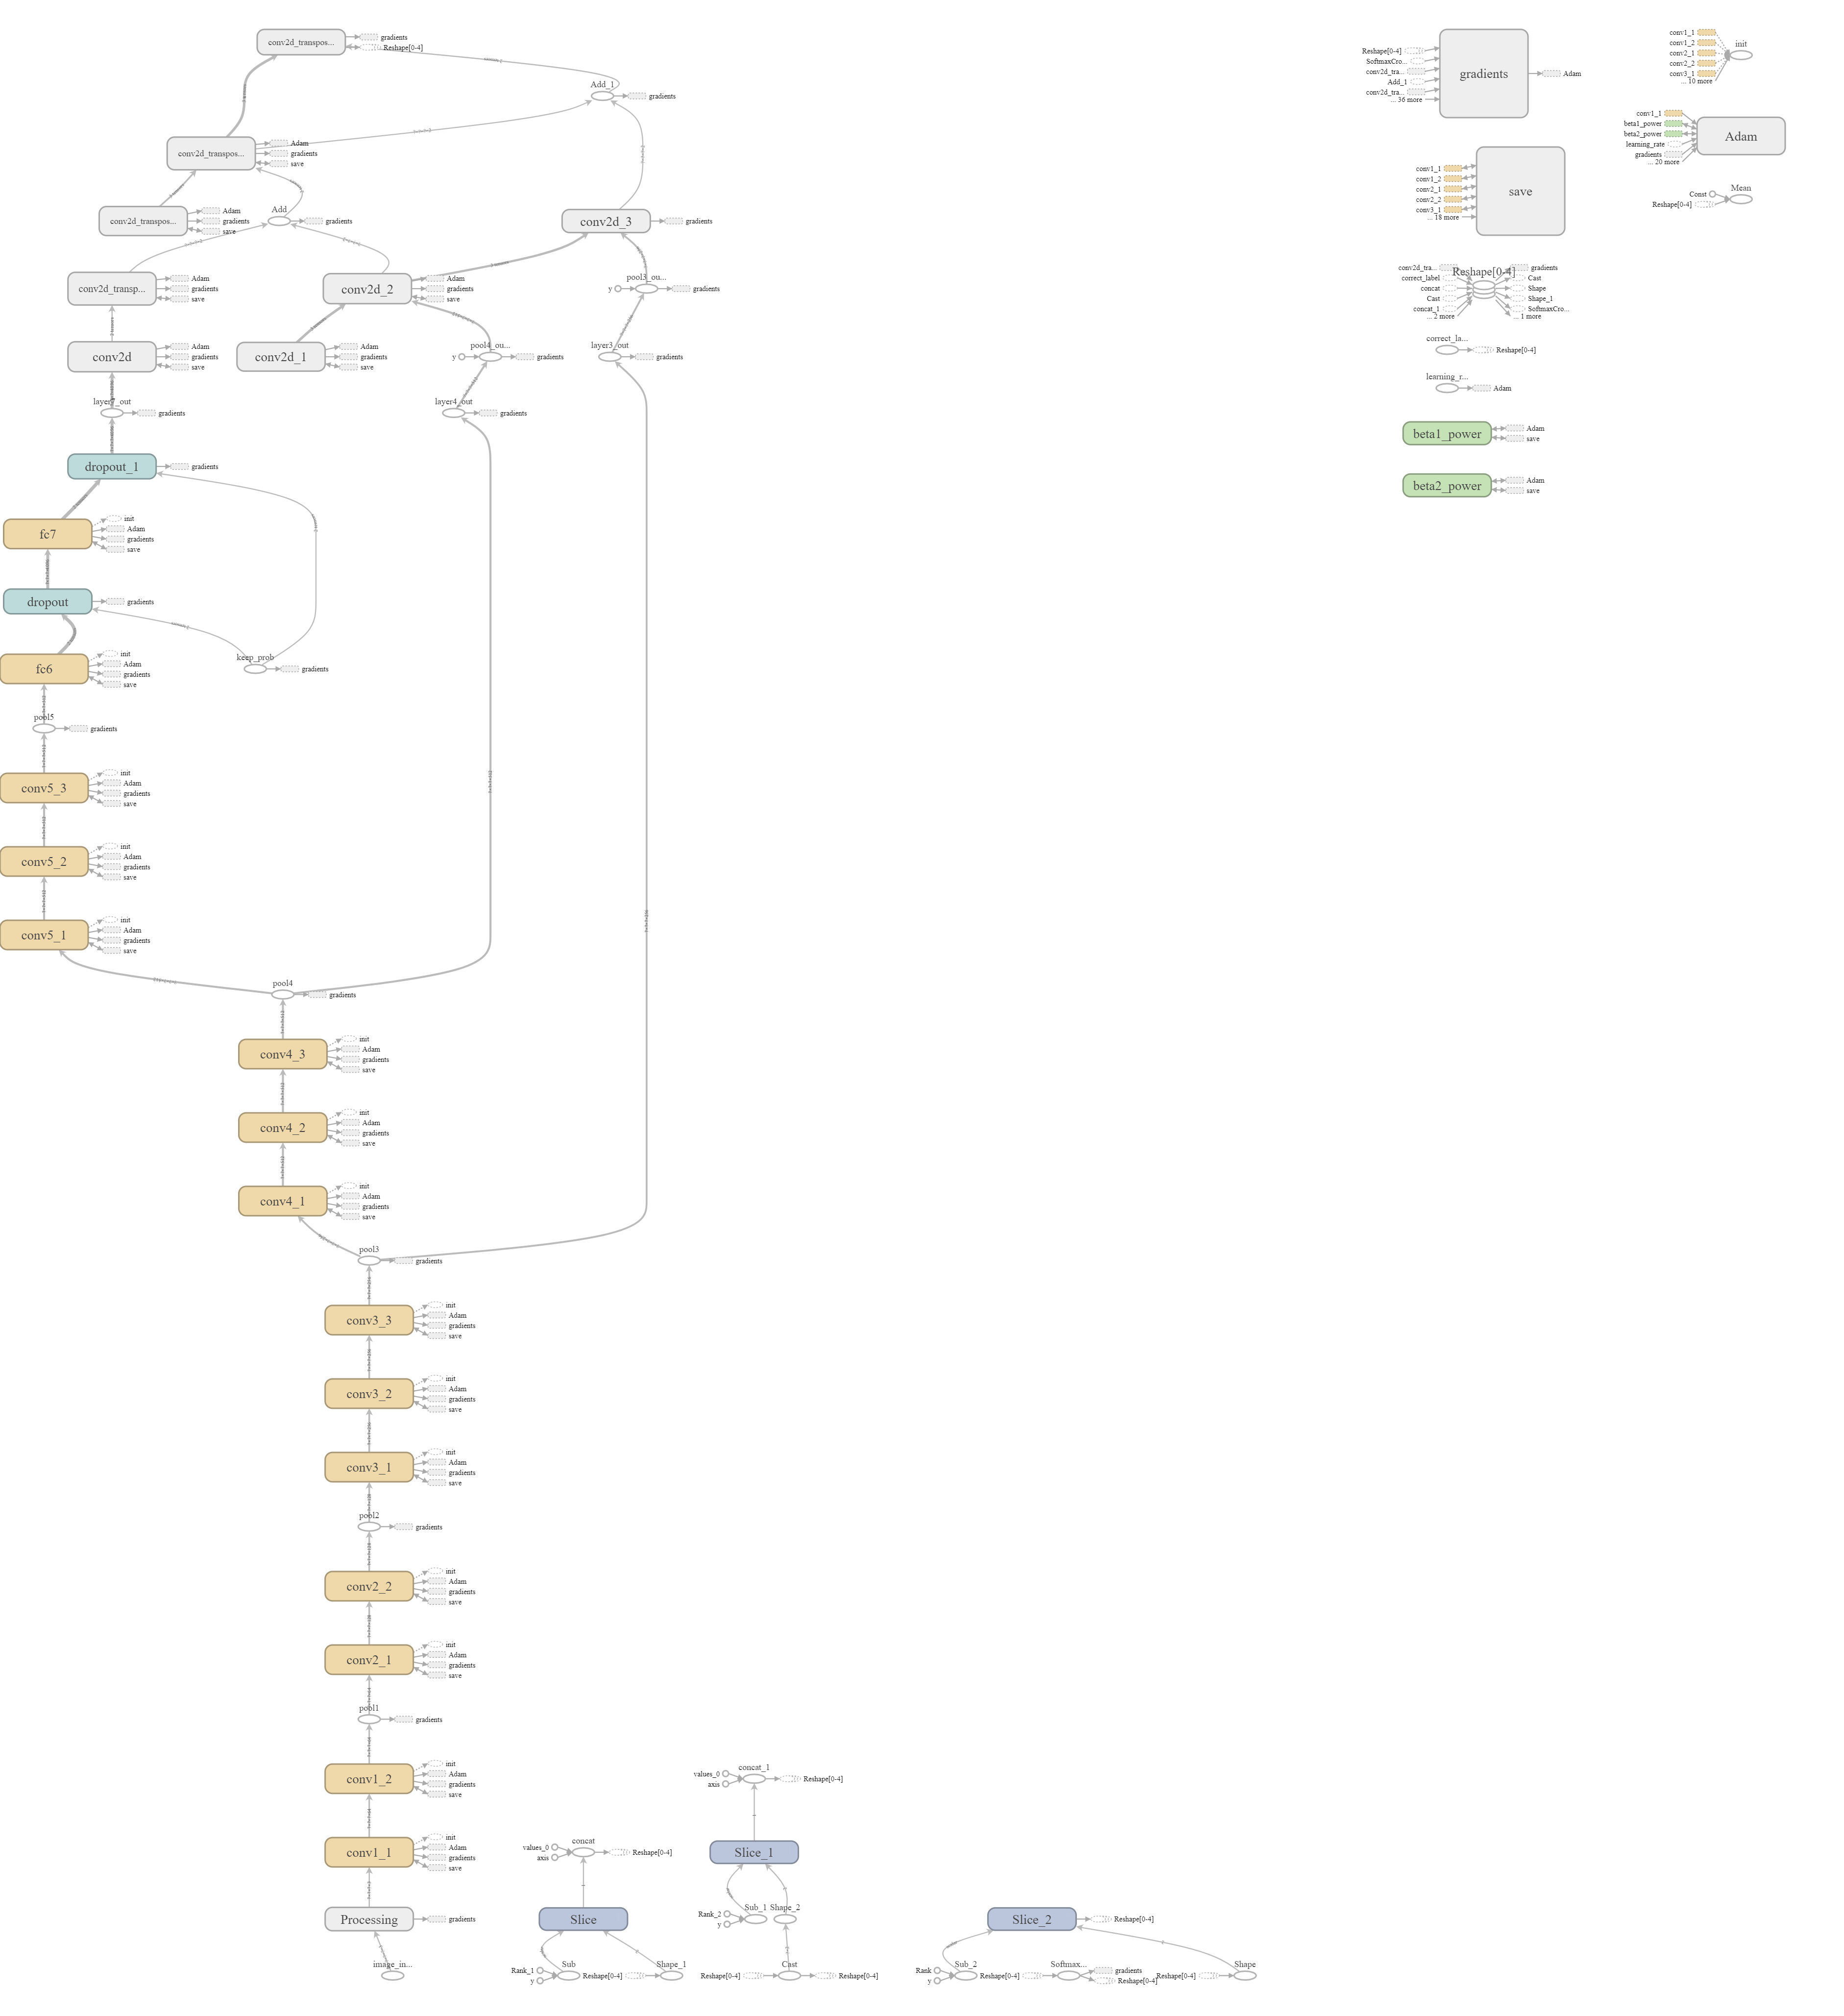 conv2d_transpos...
gradients
Reshape[0-4]
Add_1
gradients
conv2d_transpos...
Adam
gradients
save
conv2d_transpos...
Adam
gradients
save
Add
gradients
conv2d_3
gradients
conv2d_transp...
Adam
gradients
save
conv2d_2
Adam
gradients
save
pool3_ou...
y
gradients
conv2d
Adam
gradients
save
conv2d_1
Adam
gradients
save
pool4_ou...
y
gradients
layer3_out
gradients
gradients
layer4_out
gradients
dropout_1
gradients
fc7
init
Adam
gradients
save
dropout
gradients
fc6
init
Adam
gradients
save
keep_prob
gradients
pool5
gradients
conv5_3
init
Adam
gradients
save
conv5_2
init
Adam
gradients
save
conv5_1
init
Adam
gradients
save
pool4
gradients
conv4_3
init
Adam
gradients
save
conv4_2
init
Adam
gradients
save
conv4_1
init
Adam
gradients
save
pool3
gradients
conv3_3
init
Adam
gradients
save
conv3_2
init
Adam
gradients
save
conv3_1
init
Adam
gradients
save
pool2
gradients
conv2_2
init
Adam
gradients
save
conv2_1
init
Adam
gradients
save
pool1
gradients
conv1_2
init
Adam
gradients
save
conv1_1
init
Adam
gradients
save
Processing
gradients
image_in...
concat
values_0
axis
Reshape[0-4]
Slice
Sub
Rank_1
y
Shape_1
Reshape[0-4]
concat_1
values_0
axis
Reshape[0-4]
Slice_1
Sub_1
Rank_2
y
Shape_2
Cast
Reshape[0-4]
Reshape[0-4]
Slice_2
Reshape[0-4]
Sub_2
Rank
y
Softmax...
Reshape[0-4]
gradients
Reshape[0-4]
Shape
Reshape[0-4]
gradients
Reshape[0-4]
SoftmaxCro...
conv2d_tra...
Add_1
conv2d_tra...
... 36 more
Adam
save
conv1_1
conv1_2
conv2_1
conv2_2
conv3_1
... 18 more
Reshape[0-4]
conv2d_tra...
correct_label
concat
Cast
concat_1
... 2 more
gradients
Cast
Shape
Shape_1
SoftmaxCro...
... 1 more
correct_la...
Reshape[0-4]
learning_r...
Adam
beta1_power
Adam
save
beta2_power
Adam
save
init
conv1_1
conv1_2
conv2_1
conv2_2
conv3_1
... 10 more
Adam
conv1_1
beta1_power
beta2_power
learning_rate
gradients
... 20 more
Mean
Const
Reshape[0-4]